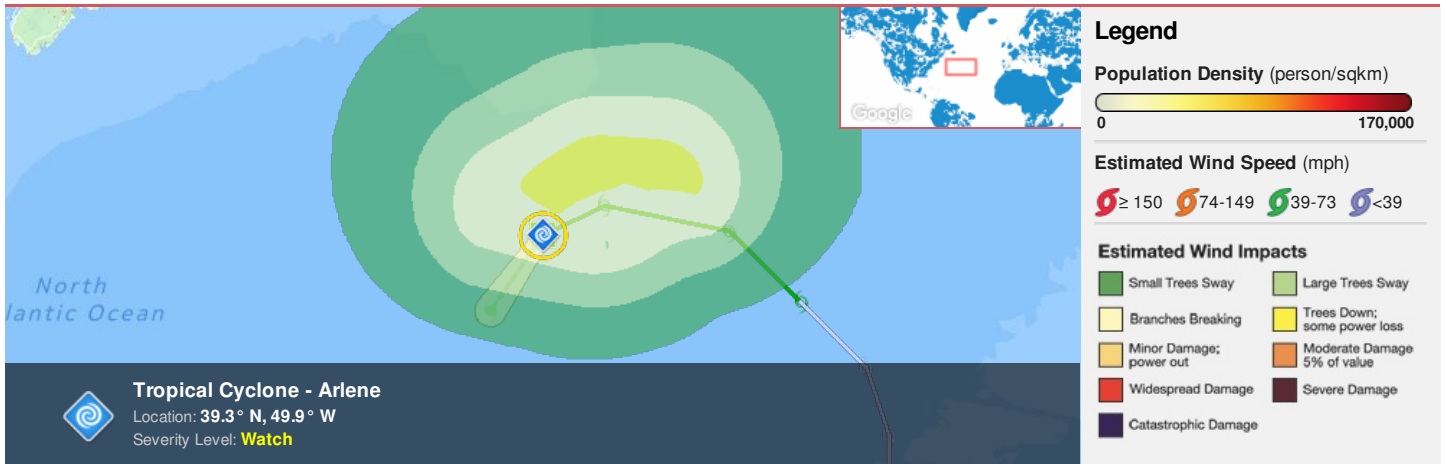 North
lantic Ocean
1
Google
Tropical Cyclone - Arlene
Location: 39.3° N, 49.9° W
Severity Level: Watch
Legend
Population Density (person/sqkm)
0 170,000
Estimated Wind Speed (mph)
≥ 150 74-149 39-73 <39
Estimated Wind Impacts
Small Trees Sway Large Trees Sway
Branches Breaking Trees Down;
some power loss
Minor Damage;
power out Moderate Damage
5% of value
Widespread Damage Severe Damage
Catastrophic Damage